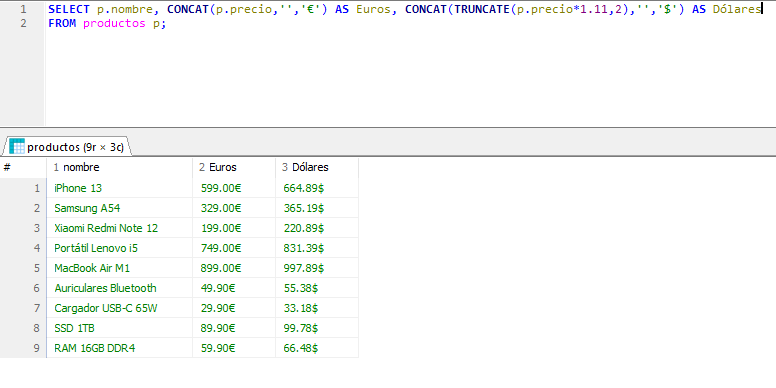 1 SELECT p.nombre, CONCAT(p.precio,'','€') AS Euros, CONCAT(TRUNCATE(p.precio*1.11,2),'','$') AS Dólares
2 FROM productos p;
productos (9r × 3c)
# 1 nombre 2 Euros 3 Dólares
1 iPhone 13 599.00€ 664.89$
2 Samsung A54 329.00€ 365.19$
3 Xiaomi Redmi Note 12 199.00€ 220.89$
4 Portátil Lenovo i5 749.00€ 831.39$
5 MacBook Air M1 899.00€ 997.89$
6 Auriculares Bluetooth 49.90€ 55.38$
7 Cargador USB-C 65W 29.90€ 33.18$
8 SSD 1TB 89.90€ 99.78$
9 RAM 16GB DDR4 59.90€ 66.48$